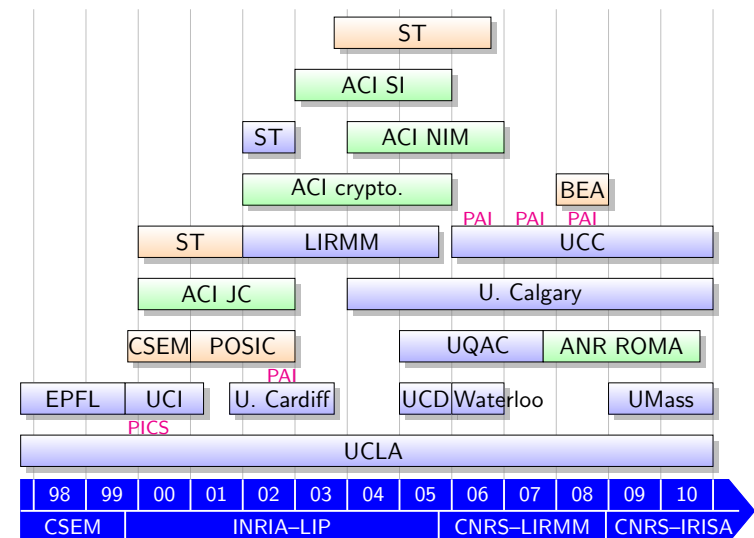 ST
ACI SI
ST ACI NIM
ACI crypto. BEA
PAI PAI PAI
ST LIRMM UCC
ACI JC U. Calgary
CSEM POSIC UQAC ANR ROMA
PAI
EPFL UCI U. Cardiff UCD Waterloo UMass
PICS
UCLA
98 99 00 01 02 03 04 05 06 07 08 09 10
CSEM INRIA–LIP CNRS–LIRMM CNRS–IRISA